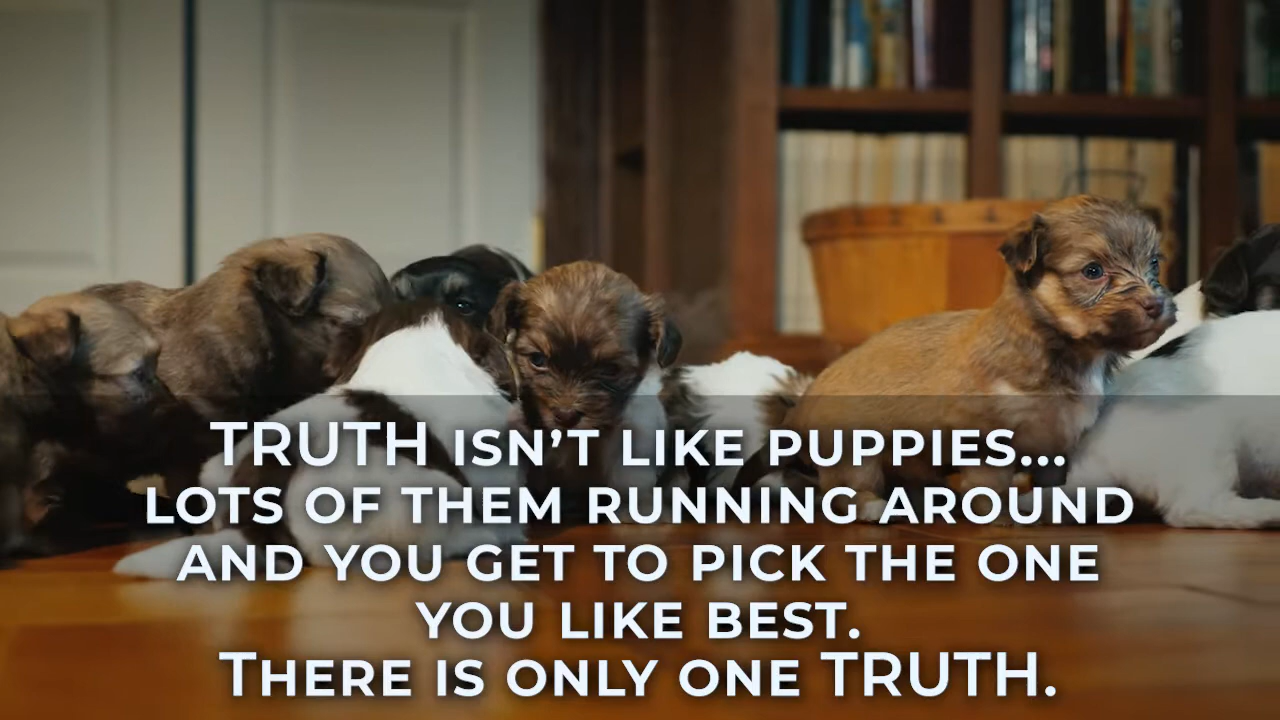 TRUTH ISN’T LIKE PUPPIES...
LOTS OF THEM RUNNING AROUND
AND YOU GET TO PICK THE ONE
YOU LIKE BEST.
THERE IS ONLY ONE TRUTH.